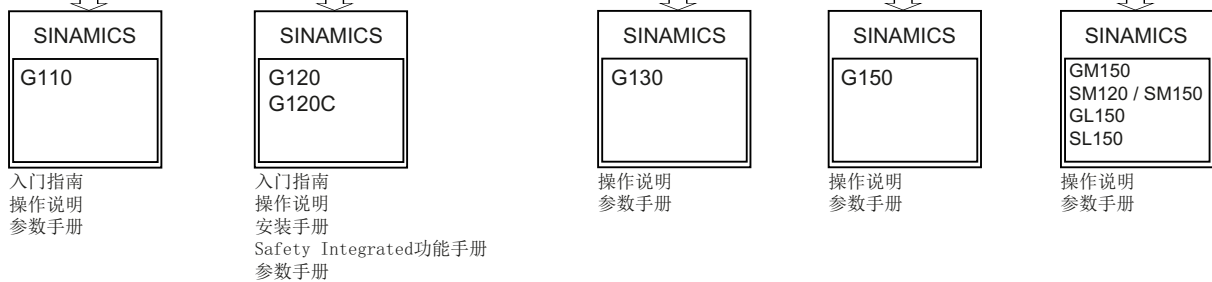 SINAMICS
G110
入门指南
操作说明
参数手册
SINAMICS
G120
G120C
入门指南
操作说明
安装手册
Safety Integrated功能手册
参数手册
SINAMICS
G130
操作说明
参数手册
SINAMICS
G150
操作说明
参数手册
SINAMICS
GM150
SM120 / SM150
GL150
SL150
操作说明
参数手册